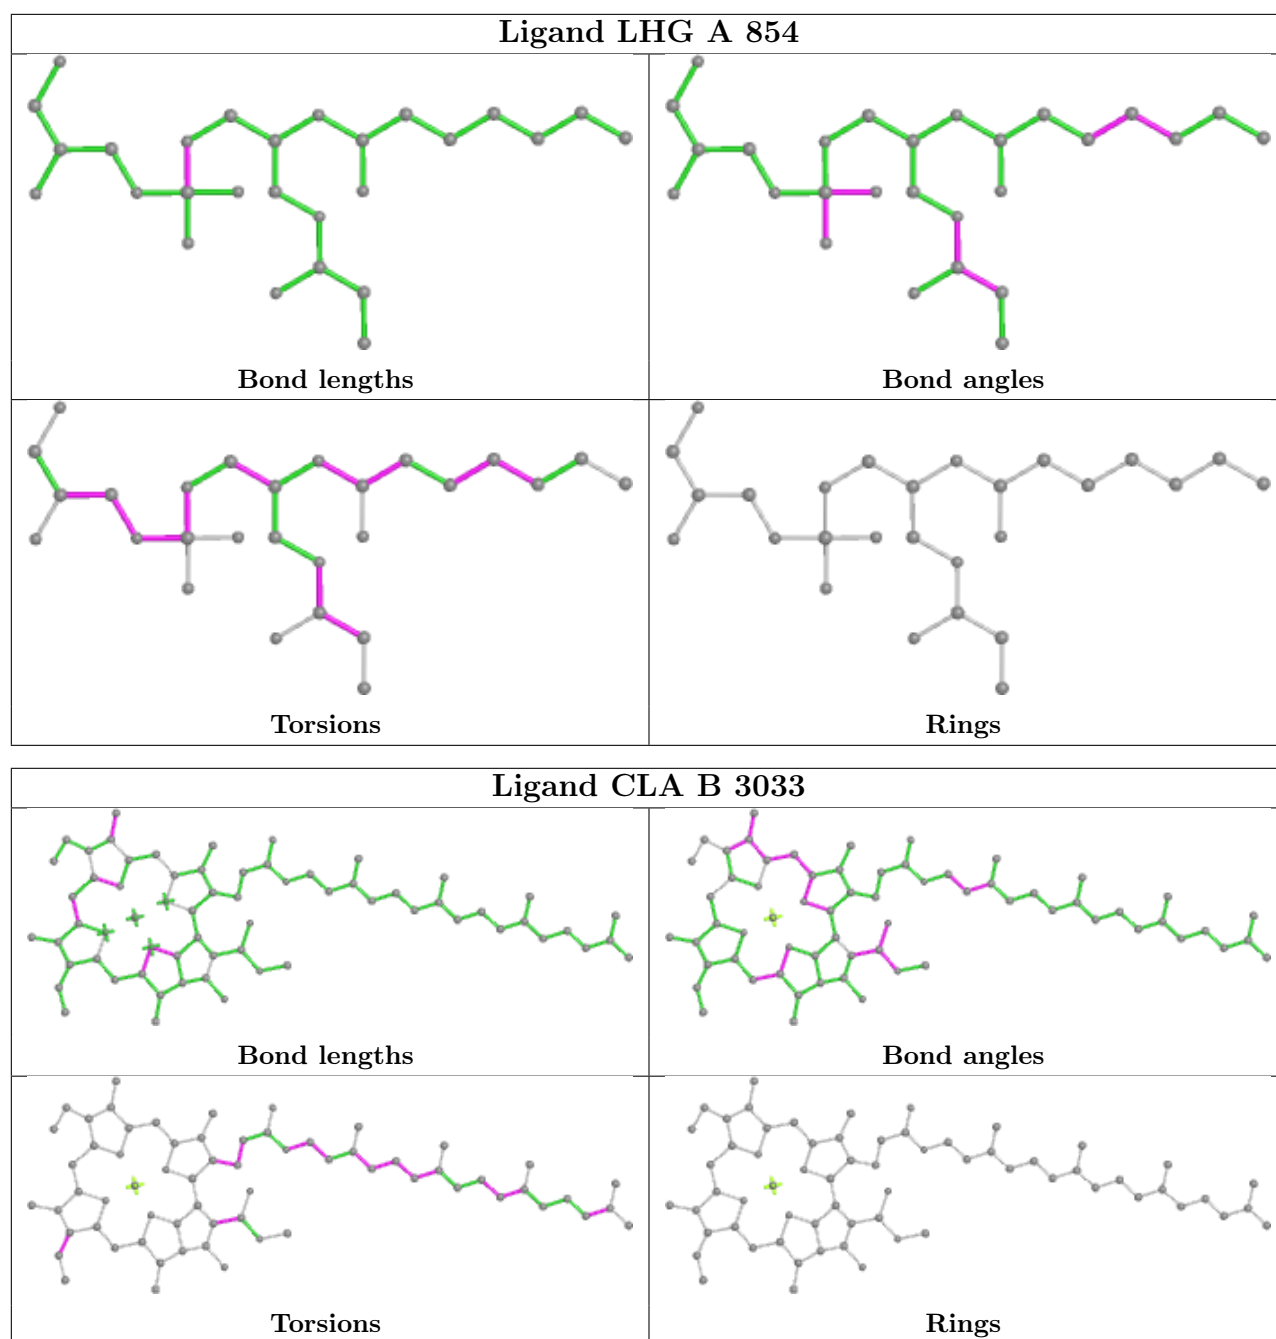 Ligand LHG A 854
Bond lengths
Bond angles
Torsions
Rings
Ligand CLA B 3033
Bond lengths
Bond angles
Torsions
Rings